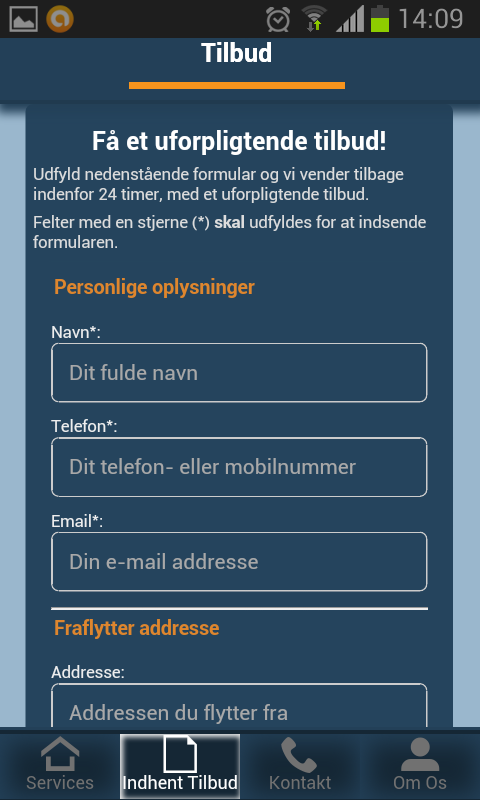 14:09
Tilbud
Få et uforpligtende tilbud!
Udfyld nedenstående formular og vi vender tilbage
indenfor 24 timer, med et uforpligtende tilbud.
Felter med en stjerne (*) skal udfyldes for at indsende
formularen.
Personlige oplysninger
Navn*:
Dit fulde navn
Telefon*:
Dit telefon- eller mobilnummer
Email*:
Din e-mail addresse
Fraflytter addresse
Addresse:
Addressen du flytter fra
Services Indhent Tilbud Kontakt Om Os